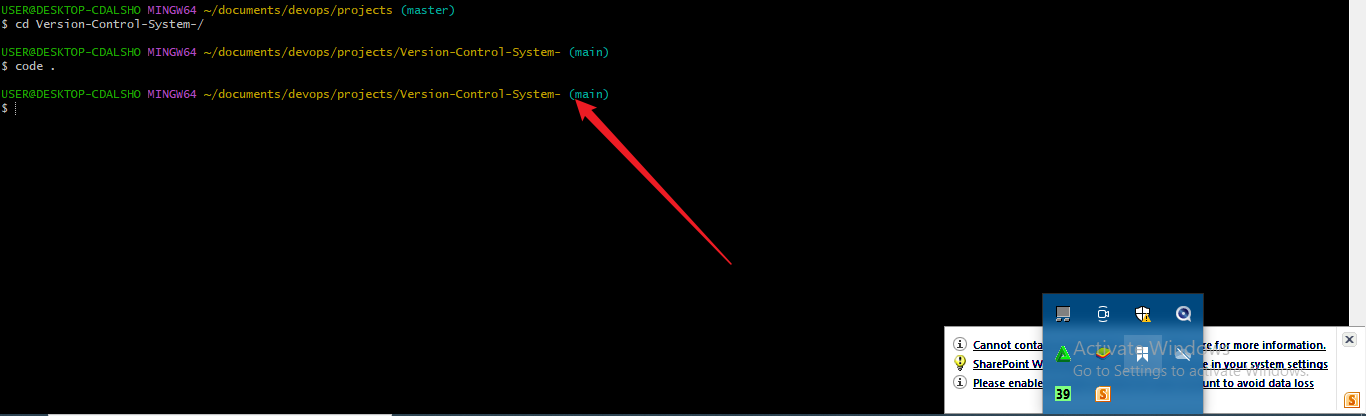 USER@DESKTOP-CDALSHO MINGW64 ~/documents/devops/projects (master)
$ cd Version-Control-System-/
USER@DESKTOP-CDALSHO MINGW64 ~/documents/devops/projects/Version-Control-System- (main)
$ code .
USER@DESKTOP-CDALSHO MINGW64 ~/documents/devops/projects/Version-Control-System- (main)
$
Cannot conta
re for more information.
SharePoint W
e in your system settings
Please enable
unt to avoid data loss
Activate Windows
Go to Settings to activate Windows.
39
S
S